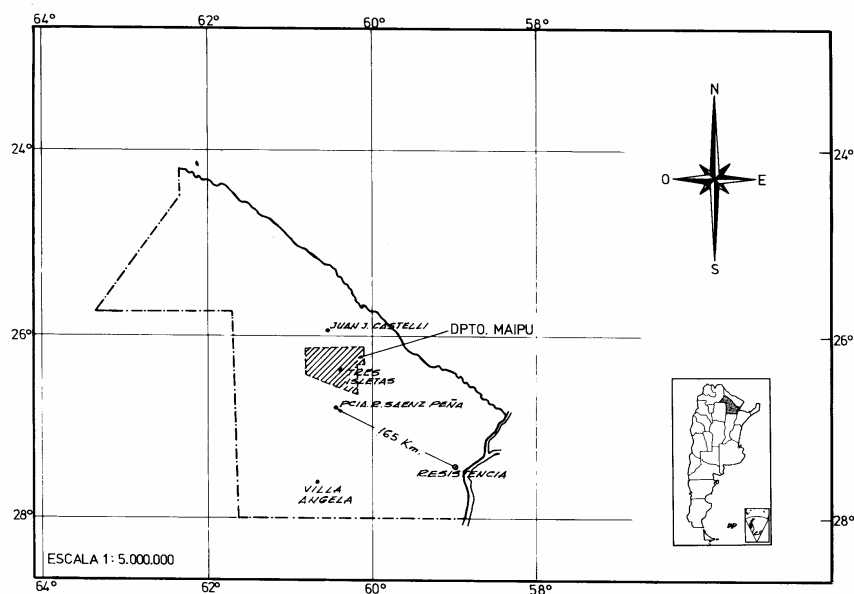 64°
62°
60°
58°
N
24°
24°
O
E
S
JUAN J. CASTELLI
DPTO. MAIPU
26°
26°
TRES
ISLETAS
PCIA. R. SAENZ PEÑA
165 Km.
RESISTENCIA
VILLA
ANGELA
28°
28°
ESCALA 1: 5.000.000
64°
62°
60°
58°